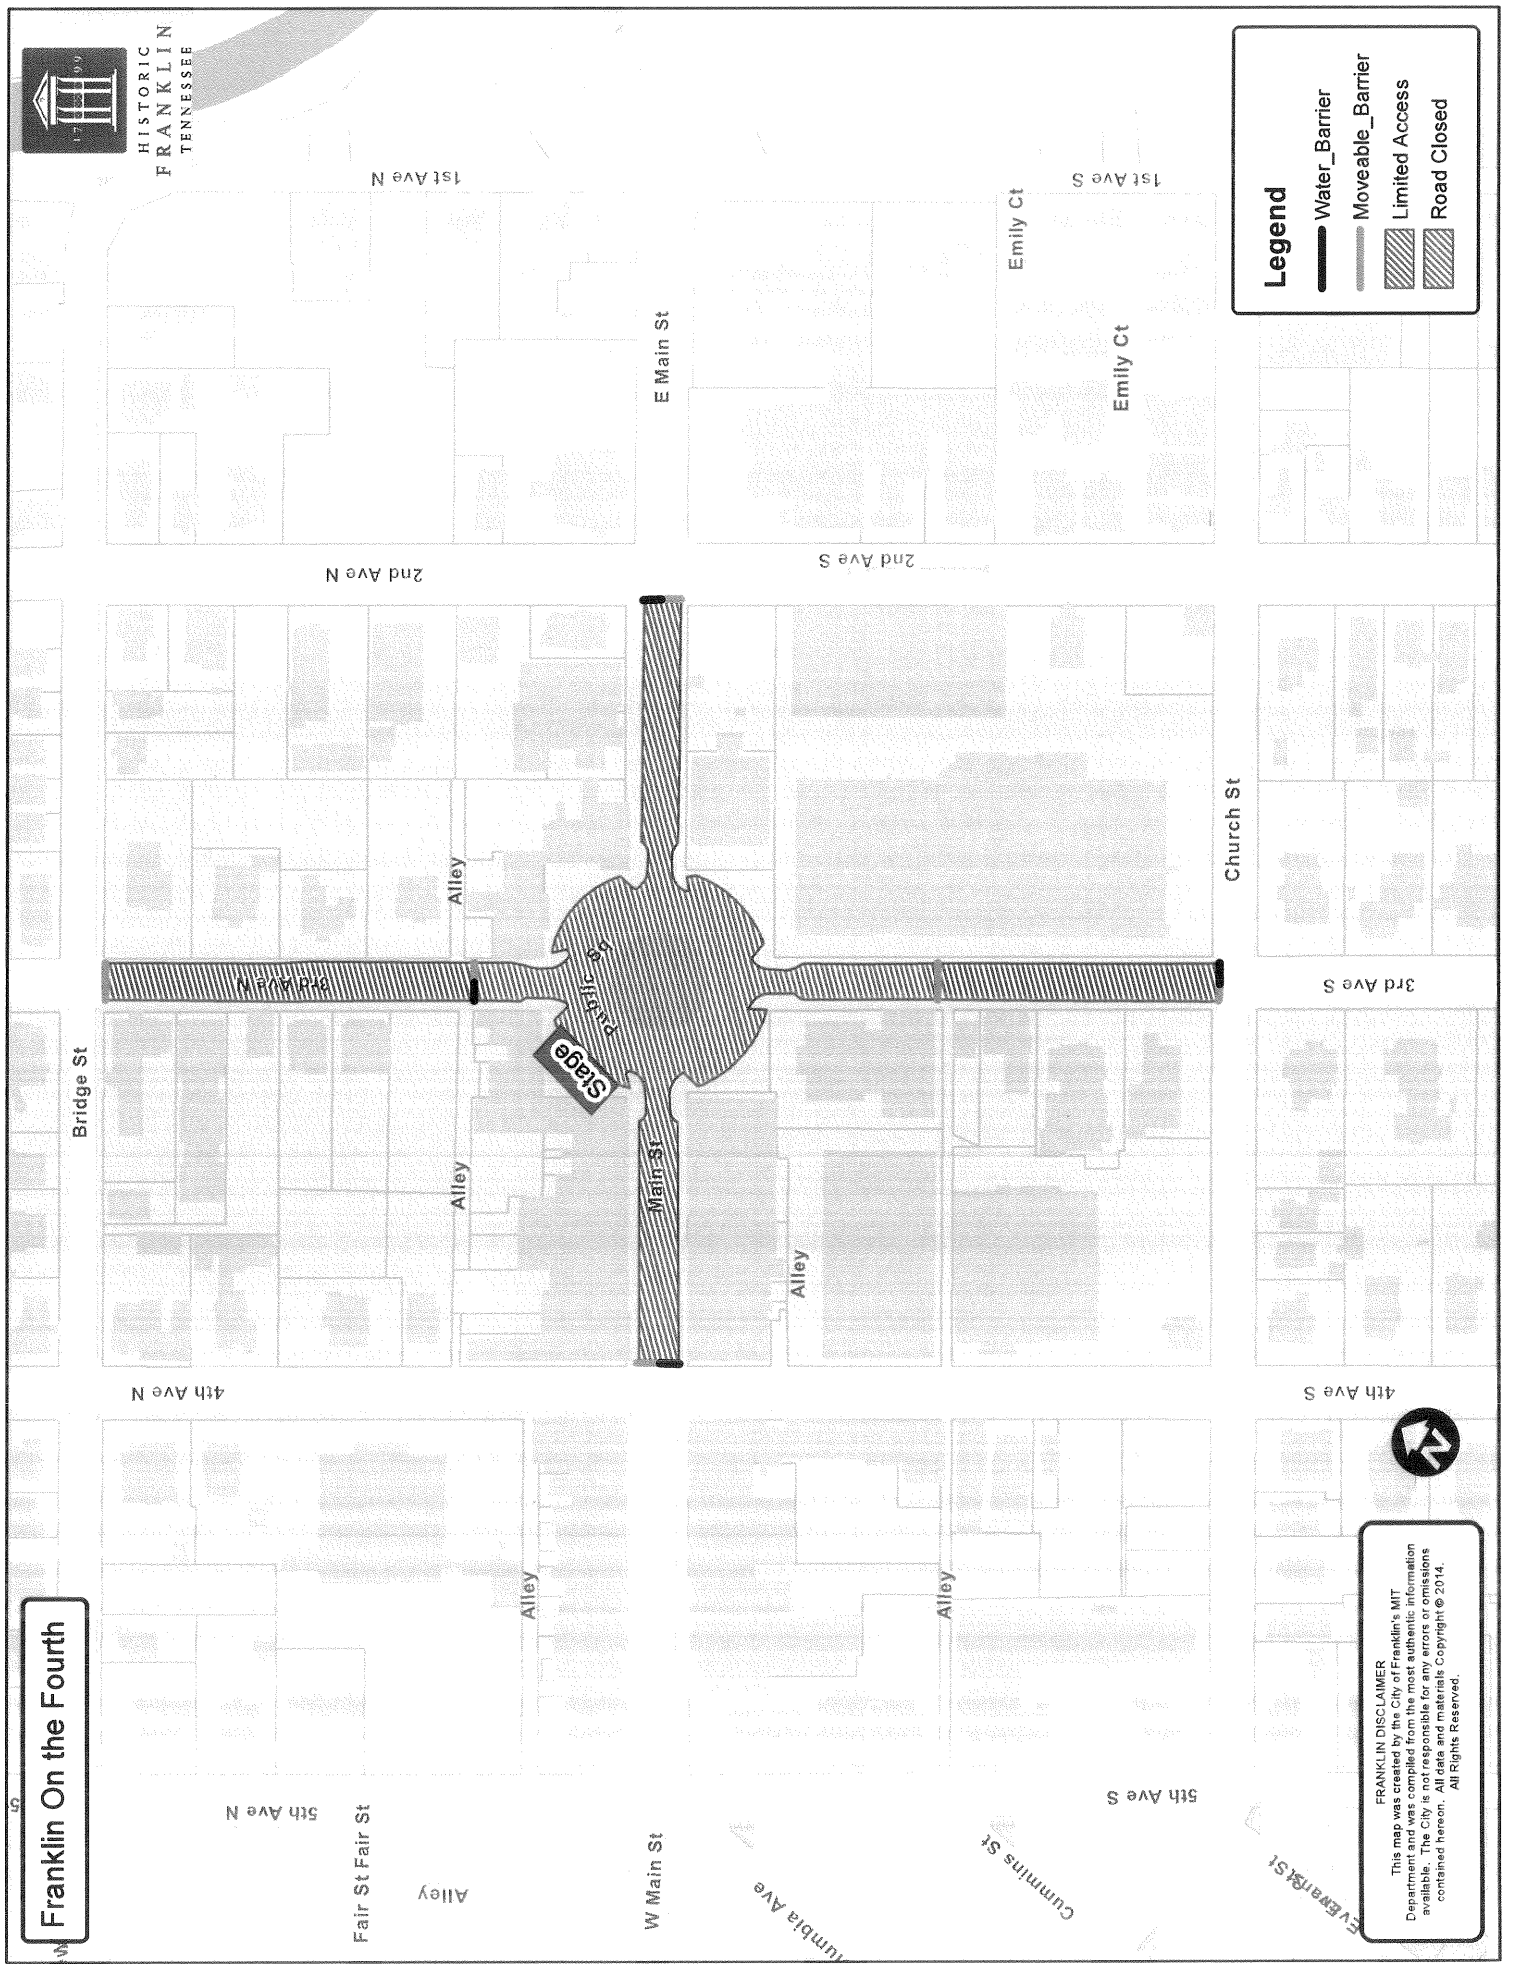 Franklin On the Fourth
HISTORIC
FRANKLIN
TENNESSEE
Bridge St
5th Ave N
4th Ave N
3rd Ave N
2nd Ave N
1st Ave N
Fair St Fair St
Alley
Alley
Alley
Alley
Stage
Public Sq
W Main St
Main St
E Main St
Alley
Alley
umbia Ave
Cummins St
5th Ave S
4th Ave S
3rd Ave S
2nd Ave S
1st Ave S
Emily Ct
Emily Ct
Church St
Legend
Water_Barrier
Moveable_Barrier
Limited Access
Road Closed
N
FRANKLIN DISCLAIMER
This map was created by the City of Franklin's MIT
Department and was compiled from the most authentic information
available. The City is not responsible for any errors or omissions
contained hereon. All data and materials Copyright © 2014.
All Rights Reserved.